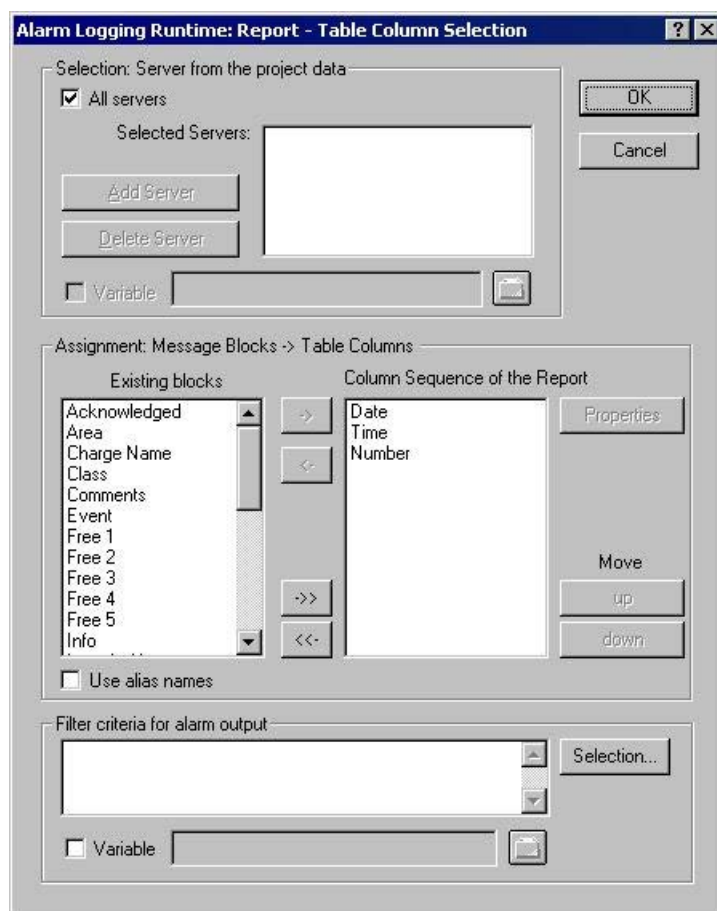 Alarm Logging Runtime: Report - Table Column Selection
Selection: Server from the project data
All servers
OK
Selected Servers:
Cancel
Add Server
Delete Server
Variable
Assignment: Message Blocks -> Table Columns
Existing blocks
Column Sequence of the Report
Acknowledged
Area
Charge Name
Class
Comments
Event
Free 1
Free 2
Free 3
Free 4
Free 5
Info
->
<-
->>
<<-
Date
Time
Number
Properties
Move
up
down
Use alias names
Filter criteria for alarm output
Selection...
Variable